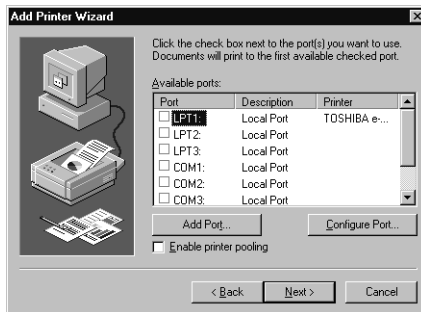 Add Printer Wizard
Click the check box next to the port(s) you want to use.
Documents will print to the first available checked port.
Available ports:
Port Description Printer
LPT1: Local Port TOSHIBA e-...
LPT2: Local Port
LPT3: Local Port
COM1: Local Port
COM2: Local Port
COM3: Local Port
Add Port... Configure Port...
Enable printer pooling
< Back Next > Cancel